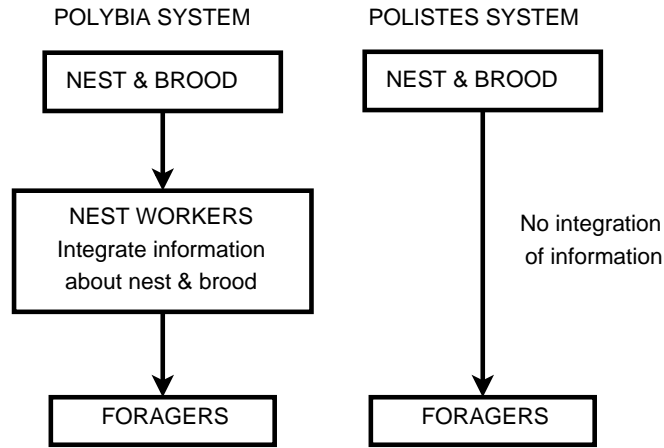 POLYBIA SYSTEM
NEST & BROOD
NEST WORKERS
Integrate information
about nest & brood
FORAGERS
POLISTES SYSTEM
NEST & BROOD
No integration
of information
FORAGERS